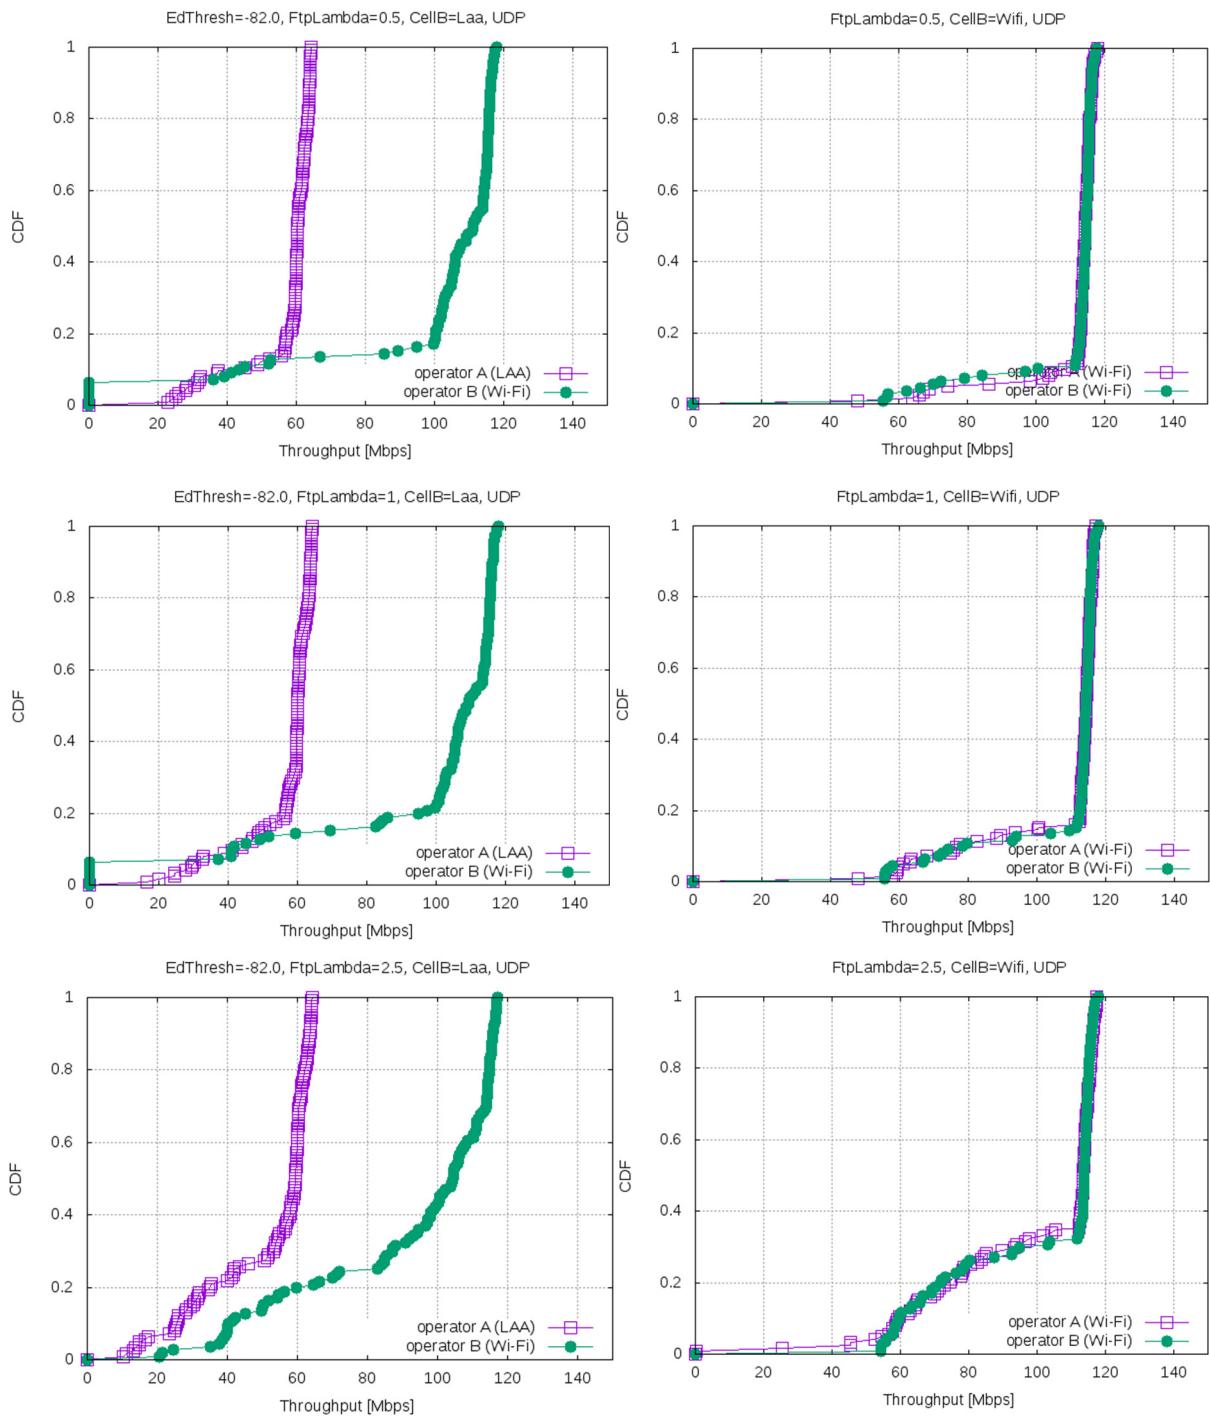 EdThresh=-82.0, FtpLambda=0.5, CellB=Laa, UDP
1
0.8
0.6
0.4
0.2
0
CDF
operator A (LAA)
operator B (Wi-Fi)
0 20 40 60 80 100 120 140
Throughput [Mbps]
FtpLambda=0.5, CellB=Wifi, UDP
1
0.8
0.6
0.4
0.2
0
CDF
operator A (Wi-Fi)
operator B (Wi-Fi)
0 20 40 60 80 100 120 140
Throughput [Mbps]
EdThresh=-82.0, FtpLambda=1, CellB=Laa, UDP
1
0.8
0.6
0.4
0.2
0
CDF
operator A (LAA)
operator B (Wi-Fi)
0 20 40 60 80 100 120 140
Throughput [Mbps]
FtpLambda=1, CellB=Wifi, UDP
1
0.8
0.6
0.4
0.2
0
CDF
operator A (Wi-Fi)
operator B (Wi-Fi)
0 20 40 60 80 100 120 140
Throughput [Mbps]
EdThresh=-82.0, FtpLambda=2.5, CellB=Laa, UDP
1
0.8
0.6
0.4
0.2
0
CDF
operator A (LAA)
operator B (Wi-Fi)
0 20 40 60 80 100 120 140
Throughput [Mbps]
FtpLambda=2.5, CellB=Wifi, UDP
1
0.8
0.6
0.4
0.2
0
CDF
operator A (Wi-Fi)
operator B (Wi-Fi)
0 20 40 60 80 100 120 140
Throughput [Mbps]